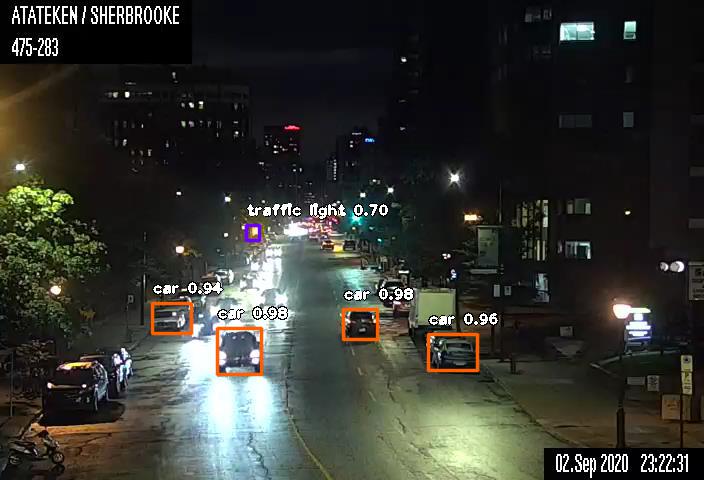 ATATEKEN / SHERBROOKE
475-283
traffic light 0.70
car 0.94
car 0.98
car 0.98
car 0.96
02.Sep 2020 23:22:31